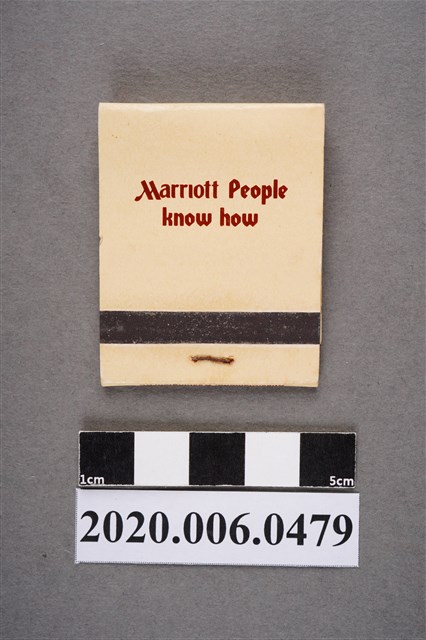 Marriott People
know how
1cm 5cm
2020.006.0479